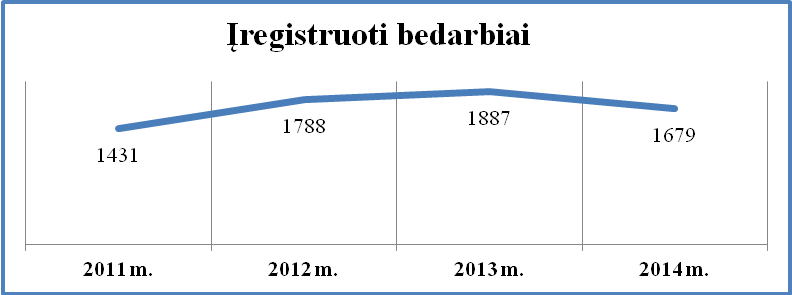 Įregistruoti bedarbiai
1431
1788
1887
1679
2011 m.
2012 m.
2013 m.
2014 m.